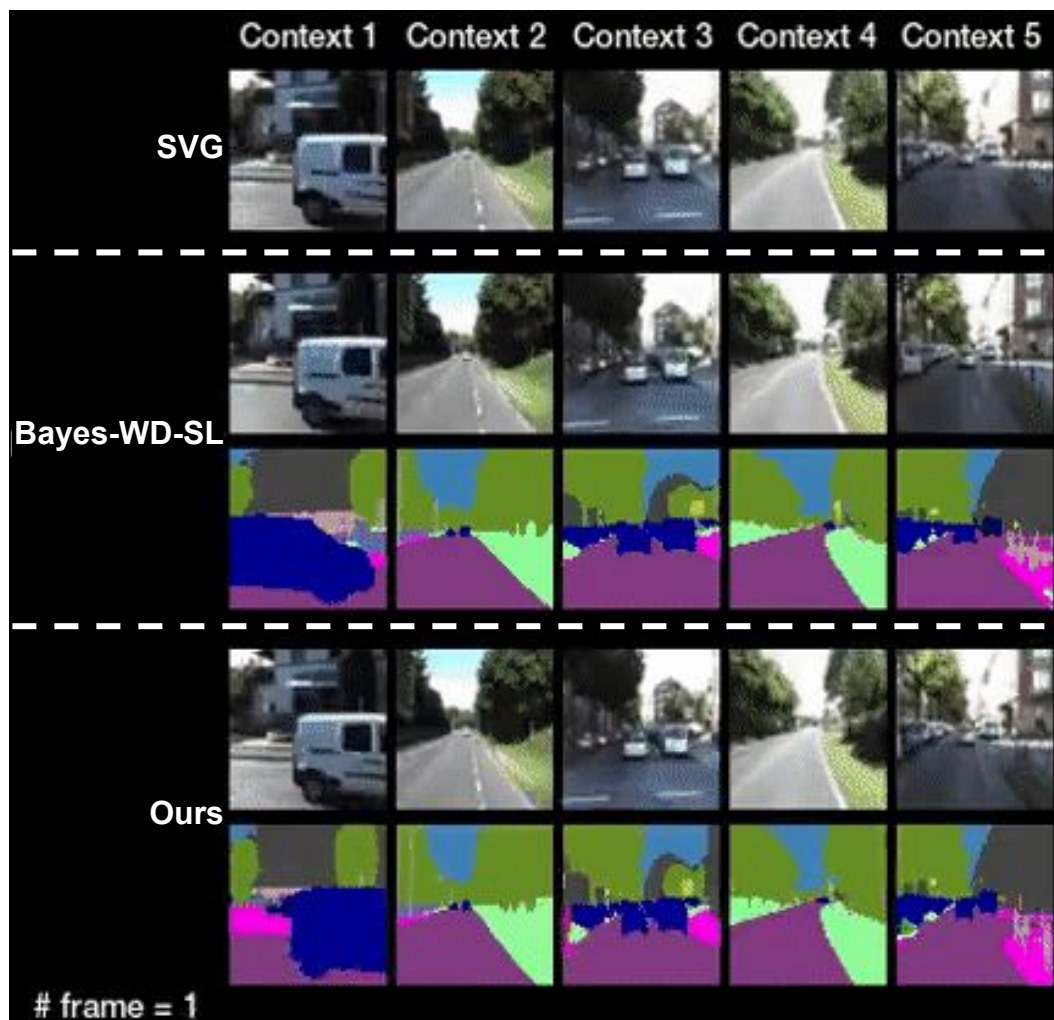 Context 1 Context 2 Context 3 Context 4 Context 5
SVG
Bayes-WD-SL
Ours
# frame = 1